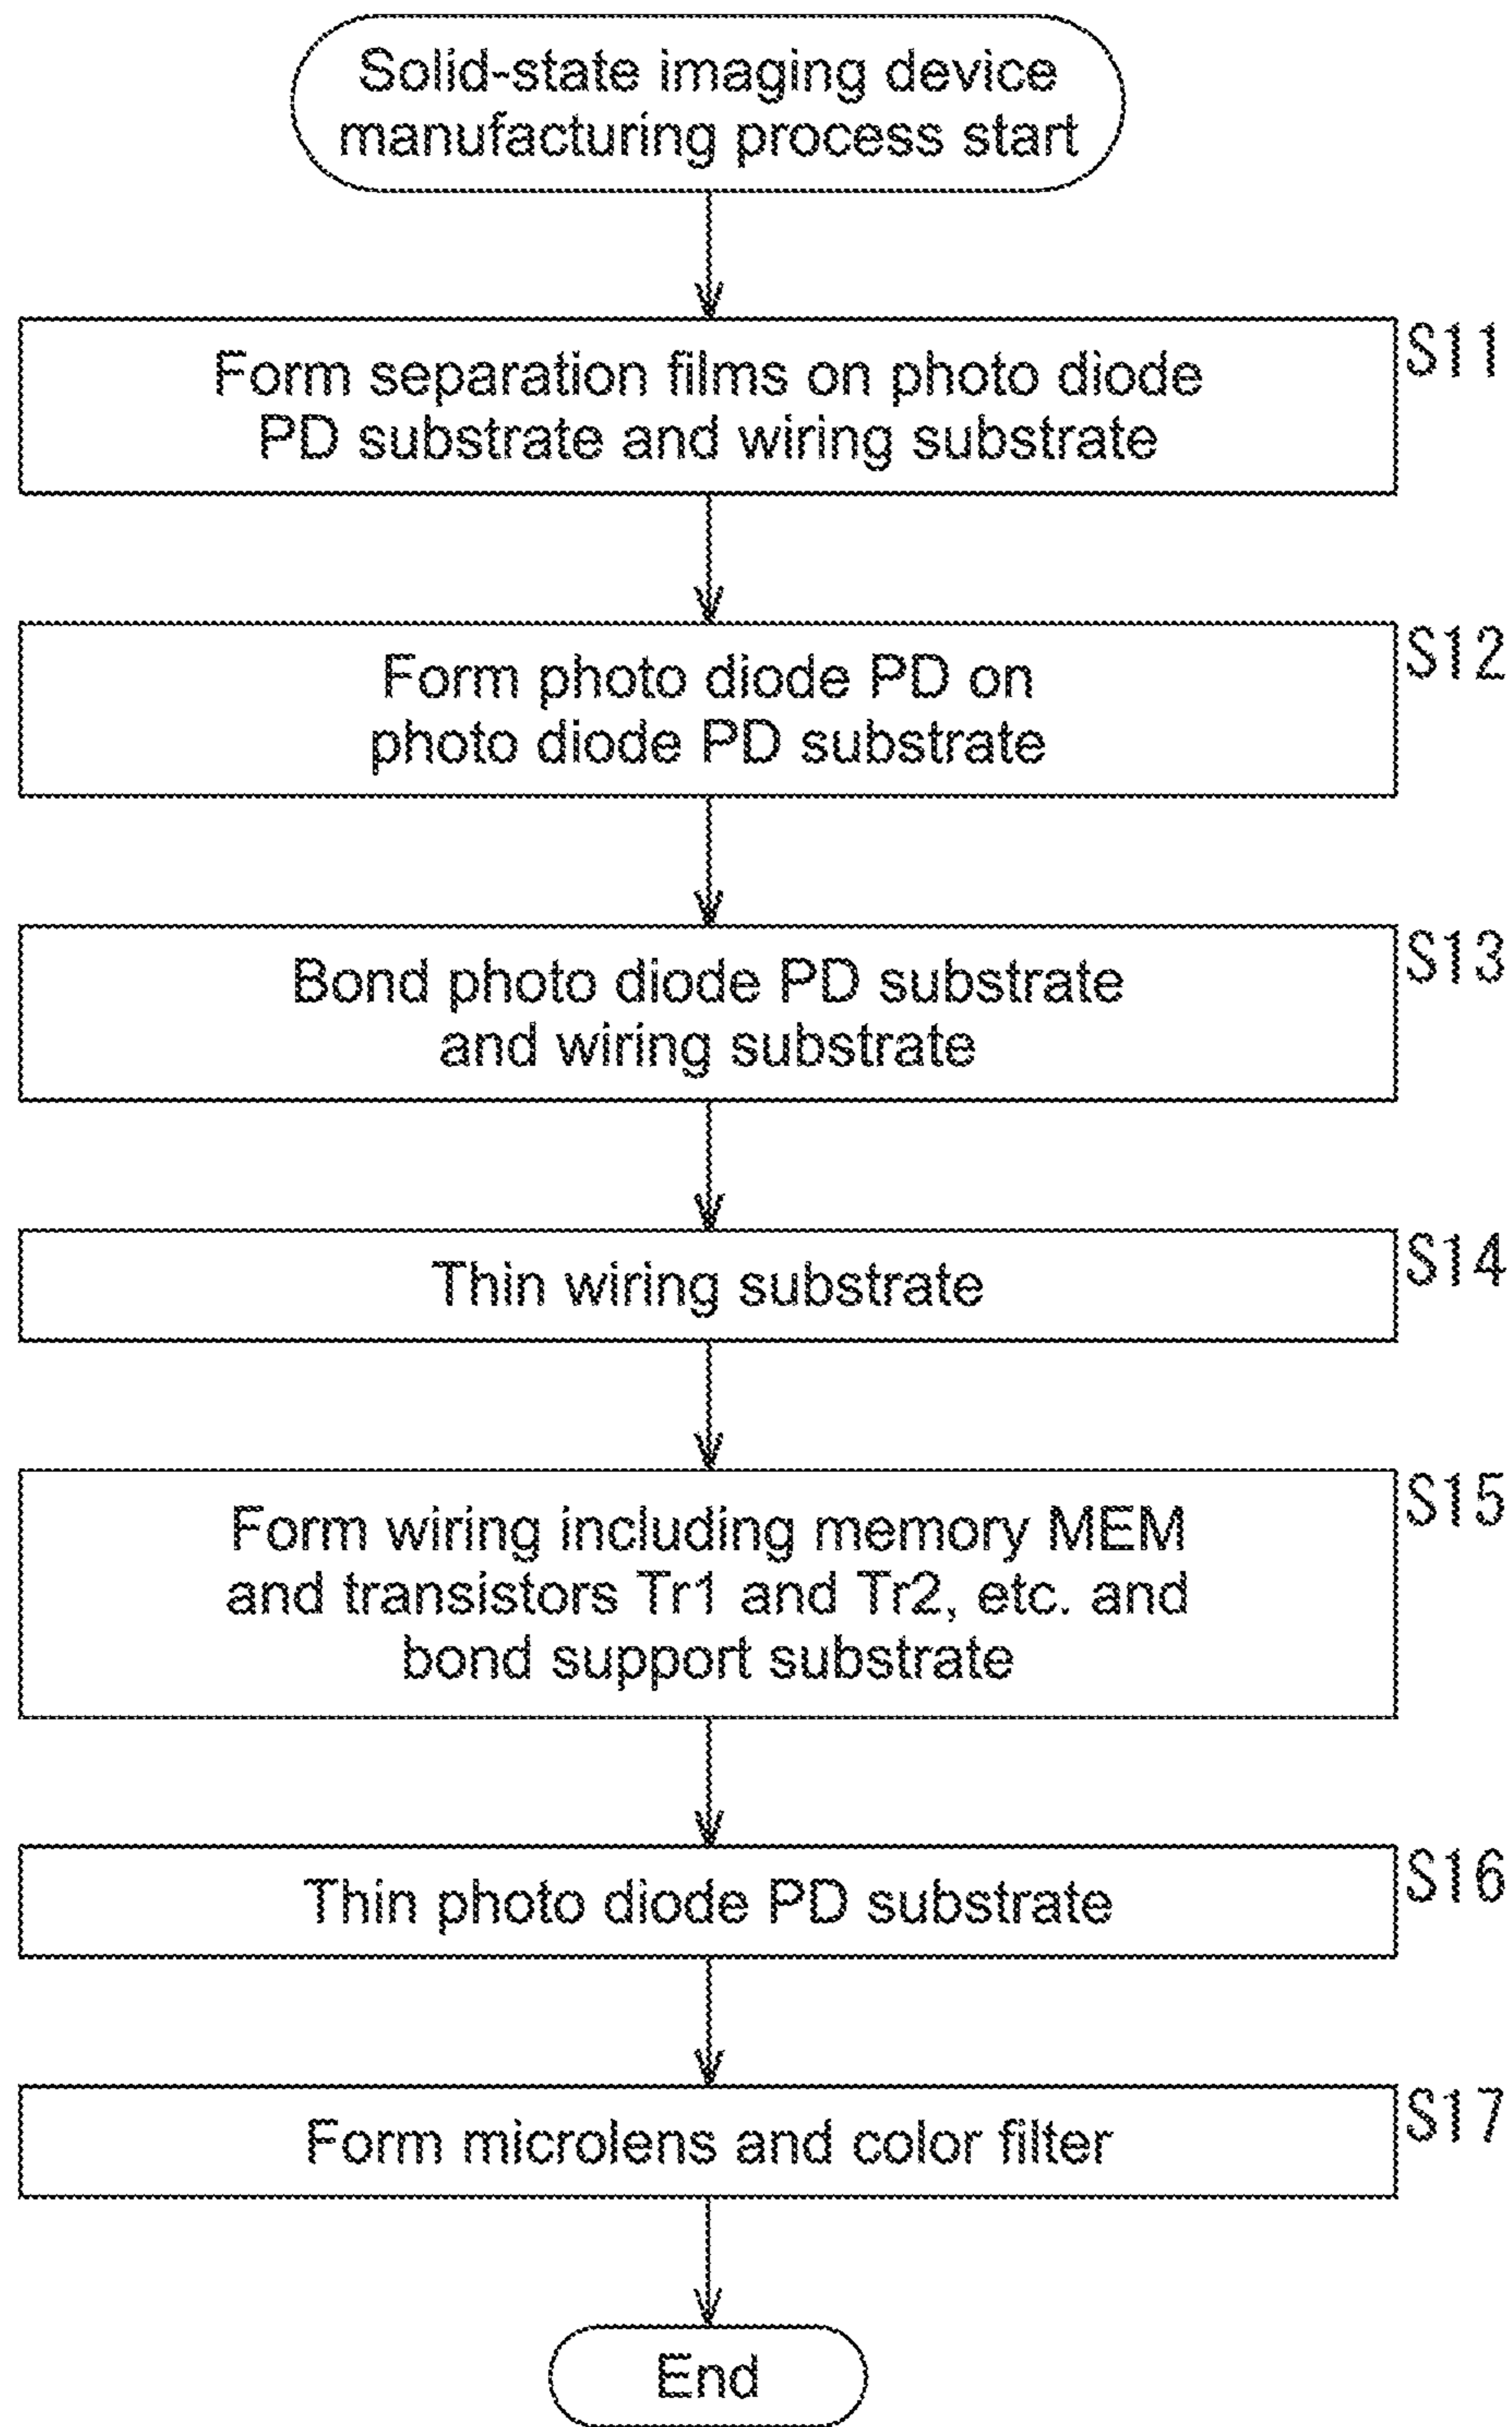 Solid-state imaging device
manufacturing process start
S11
Form separation films on photo diode
PD substrate and wiring substrate
S12
Form photo diode PD on
photo diode PD substrate
S13
Bond photo diode PD substrate
and wiring substrate
S14
Thin wiring substrate
S15
Form wiring including memory MEM
and transistors Tr1 and Tr2, etc. and
bond support substrate
S16
Thin photo diode PD substrate
S17
Form microlens and color filter
End